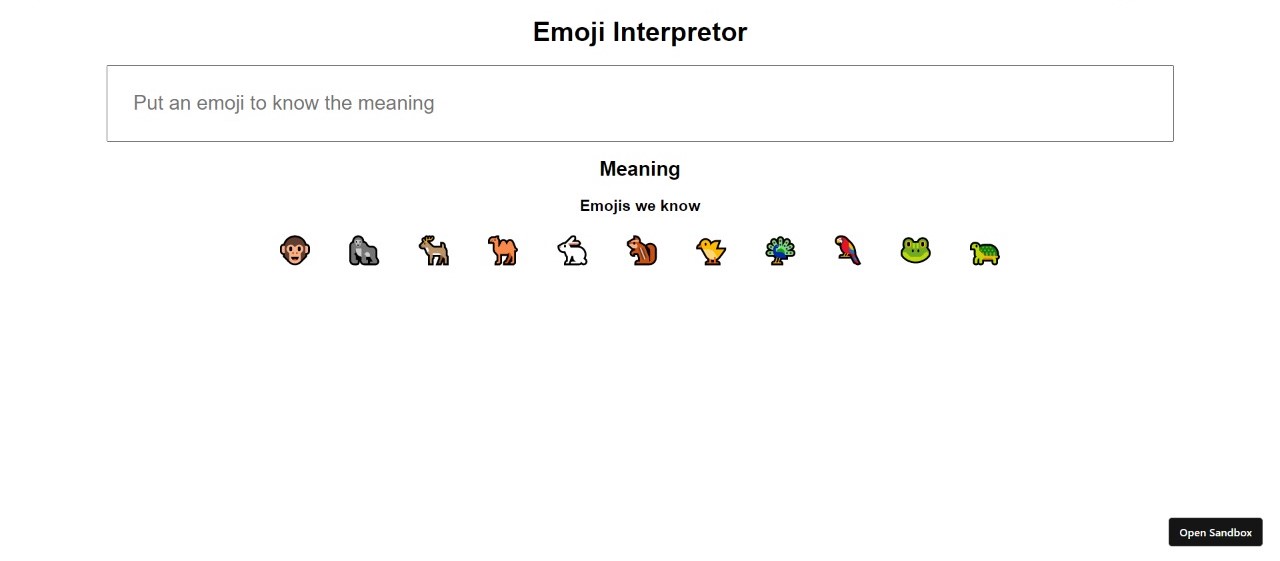 Emoji Interpretor
Put an emoji to know the meaning
Meaning
Emojis we know
Open Sandbox